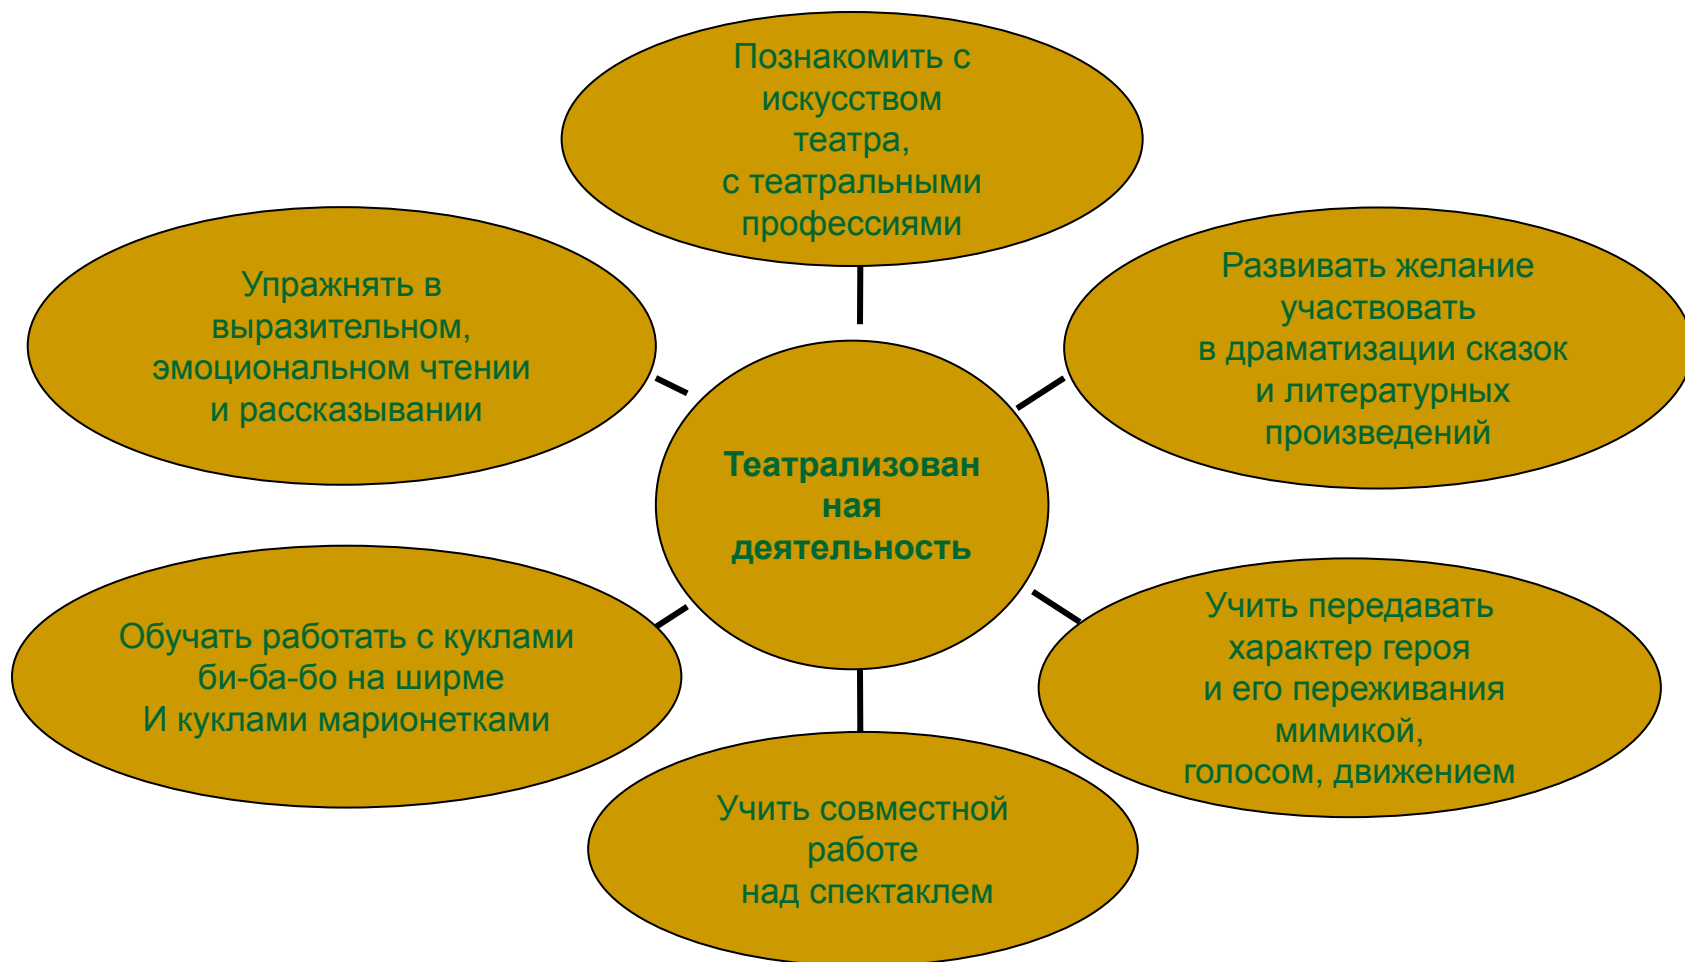 Познакомить с
искусством
театра,
с театральными
профессиями
Упражнять в
выразительном,
эмоциональном чтении
и рассказывании
Развивать желание
участвовать
в драматизации сказок
и литературных
произведений
Театрализован
ная
деятельность
Обучать работать с куклами
би-ба-бо на ширме
И куклами марионетками
Учить передавать
характер героя
и его переживания
мимикой,
голосом, движением
Учить совместной
работе
над спектаклем